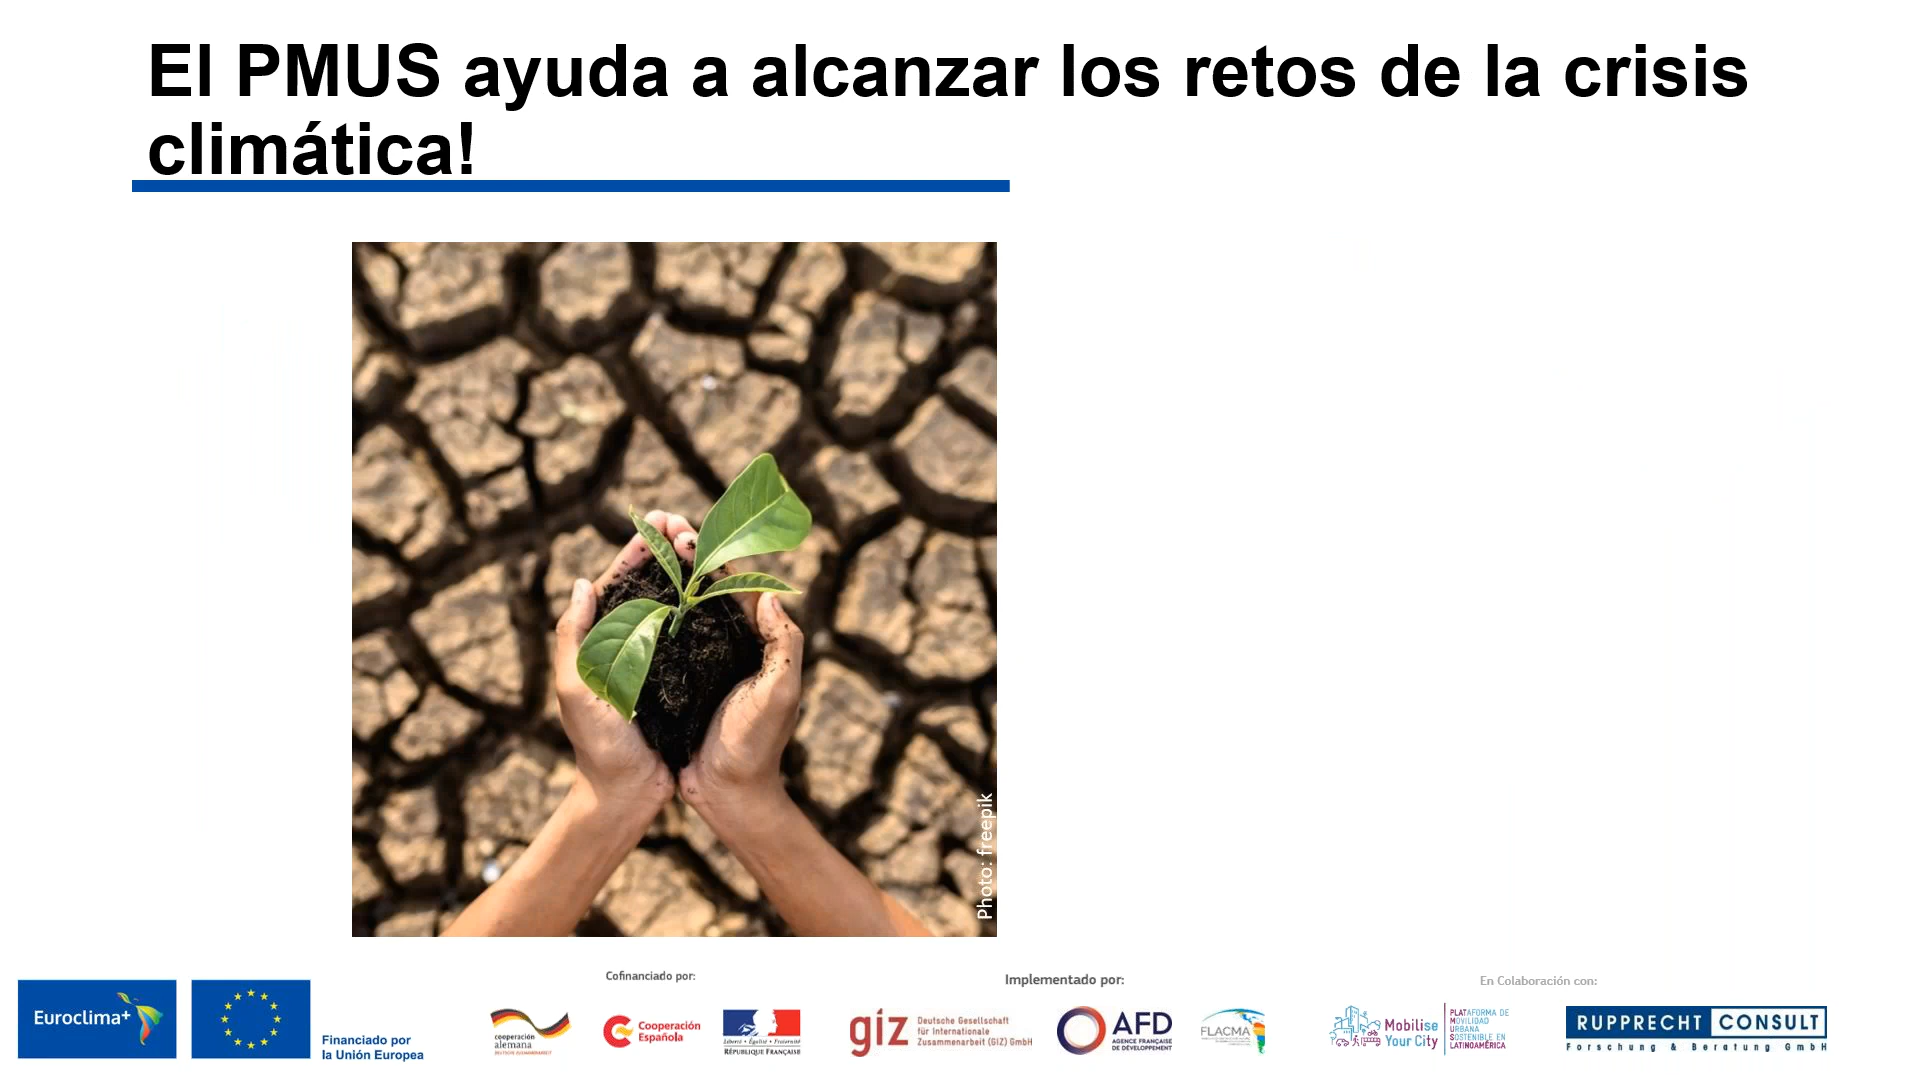 El PMUS ayuda a alcanzar los retos de la crisis
climática!
Photo: freepik
Cofinanciado por:
Implementado por:
En Colaboración con:
Euroclima+
Financiado por
la Unión Europea
cooperación
alemana
DEUTSCHE ZUSAMMENARBEIT
Cooperación
Española
Liberté • Égalité • Fraternité
RÉPUBLIQUE FRANÇAISE
giz
Deutsche Gesellschaft
für Internationale
Zusammenarbeit (GIZ) GmbH
AFD
AGENCE FRANÇAISE
DE DÉVELOPPEMENT
FLACMA
Mobilise
Your City
PLATAFORMA DE
MOVILIDAD
URBANA
SOSTENIBLE EN
LATINOAMÉRICA
RUPPRECHT CONSULT
Forschung & Beratung GmbH